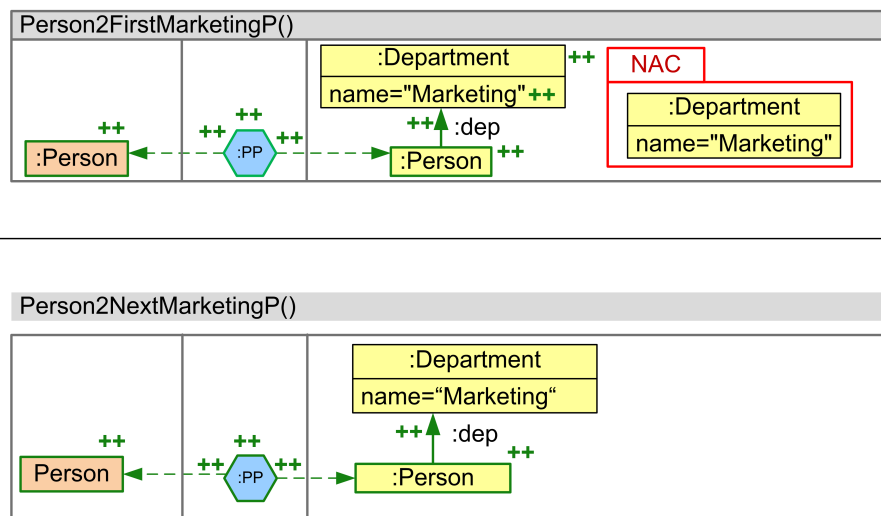 Person2FirstMarketingP()
:Department ++
NAC
name="Marketing" ++
:Department
name="Marketing"
++ ++ ++ ++ ++ :dep
:Person :PP :Person ++
Person2NextMarketingP()
:Department
name=“Marketing“
++ :dep
++ ++ ++
++ ++
Person :PP :Person